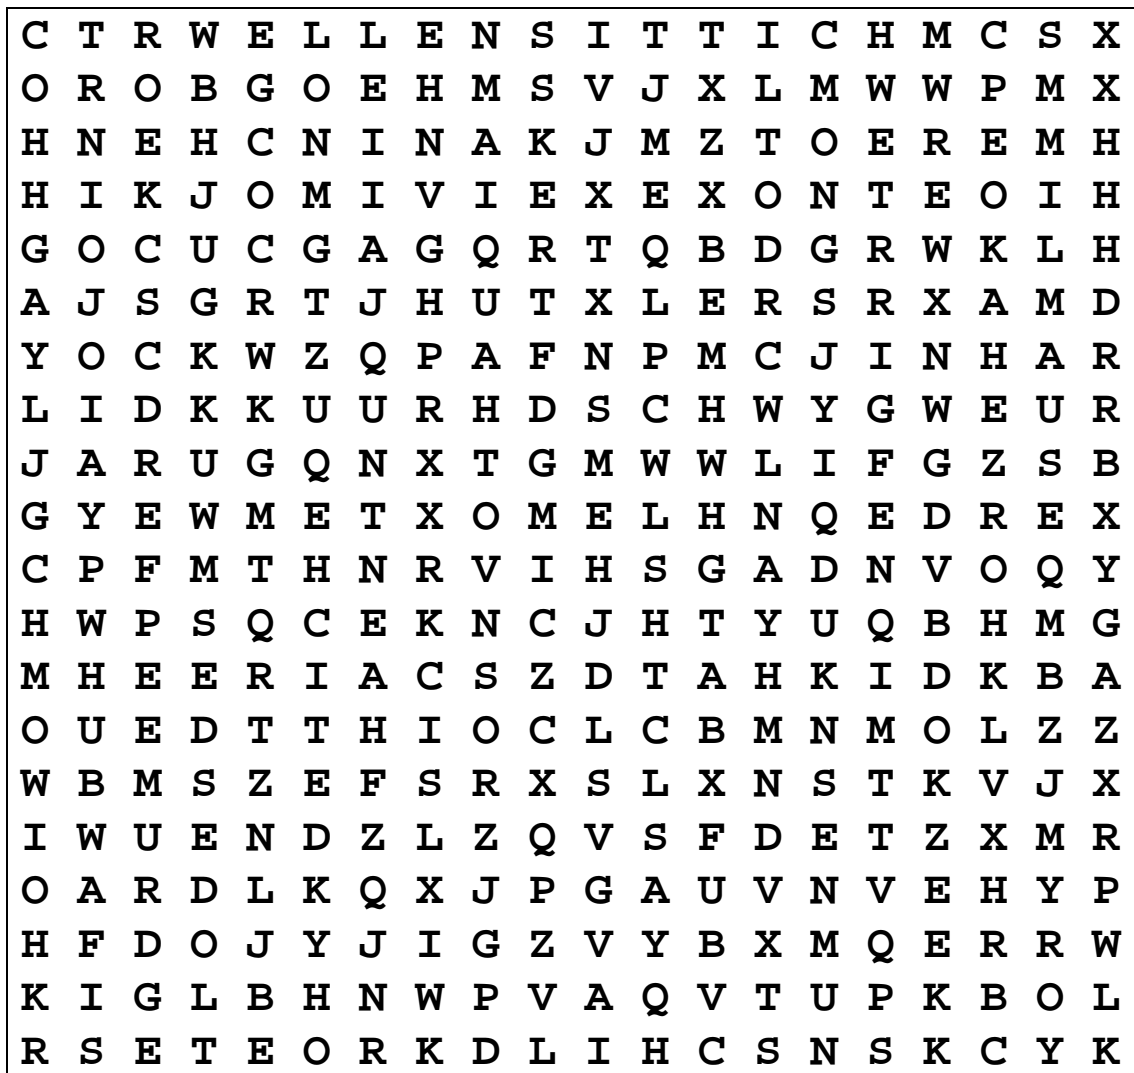 C T R W E L L E N S I T T I C H M C S X
O R O B G O E H M S V J X L M W W P M X
H N E H C N I N A K J M Z T O E R E M H
H I K J O M I V I E X E X O N T E O I H
G O C U C G A G Q R T Q B D G R W K L H
A J S G R T J H U T X L E R S R X A M D
Y O C K W Z Q P A F N P M C J I N H A R
L I D K K U U R H D S C H W Y G W E U R
J A R U G Q N X T G M W W L I F G Z S B
G Y E W M E T X O M E L H N Q E D R E X
C P F M T H N R V I H S G A D N V O Q Y
H W P S Q C E K N C J H T Y U Q B H M G
M H E E R I A C S Z D T A H K I D K B A
O U E D T T H I O C L C B M N M O L Z Z
W B M S Z E F S R X S L X N S T K V J X
I W U E N D Z L Z Q V S F D E T Z X M R
O A R D L K Q X J P G A U V N V E H Y P
H F D O J Y J I G Z V Y B X M Q E R R W
K I G L B H N W P V A Q V T U P K B O L
R S E T E O R K D L I H C S N S K C Y K